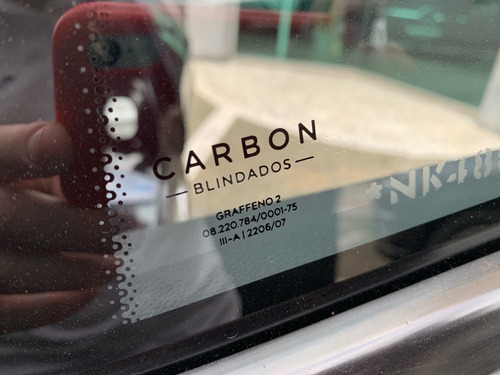 CARBON
— BLINDADOS —
GRAFFENO 2
08.220.784/0001-75
III-A | 2206/07